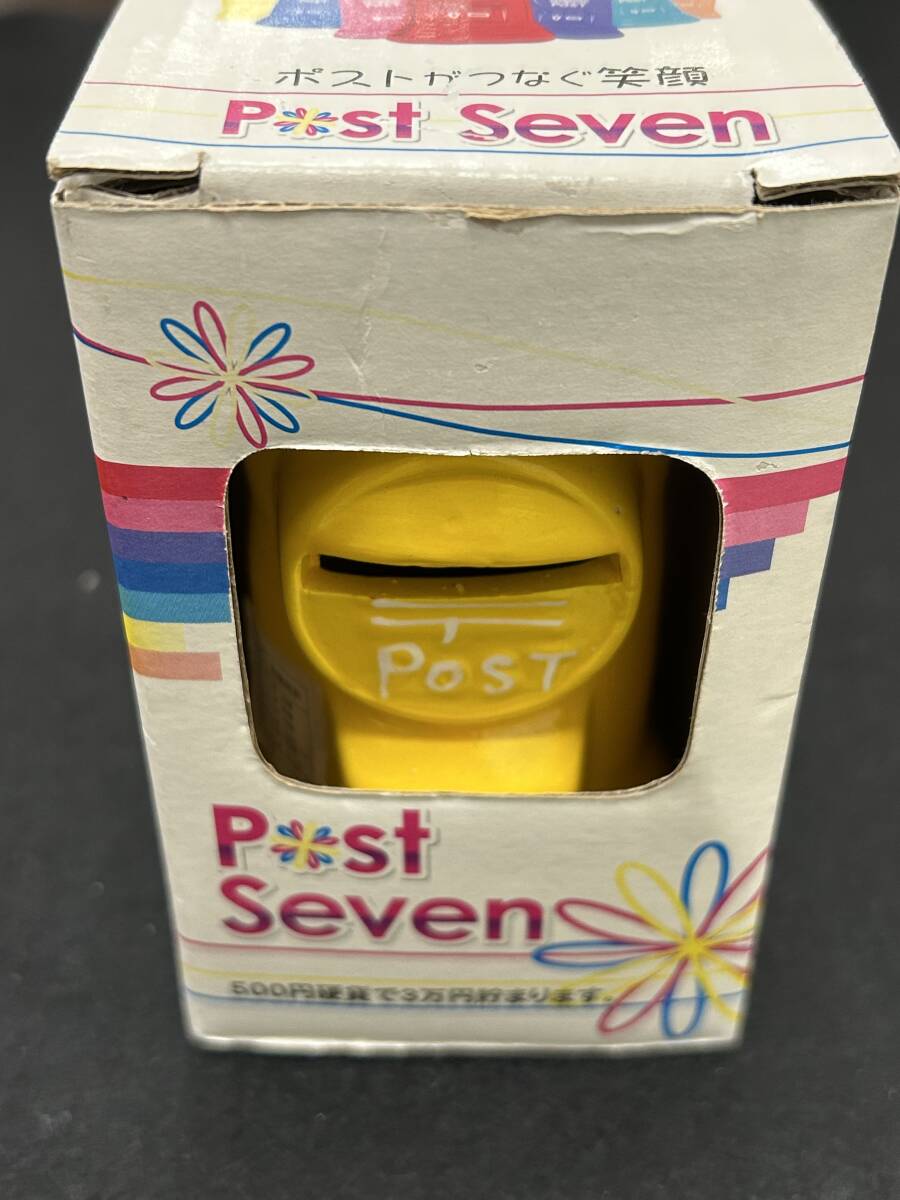 ポストがつなぐ笑顔
Post Seven
〒
POST
Post
Seven
500円硬貨で3万円貯まります。